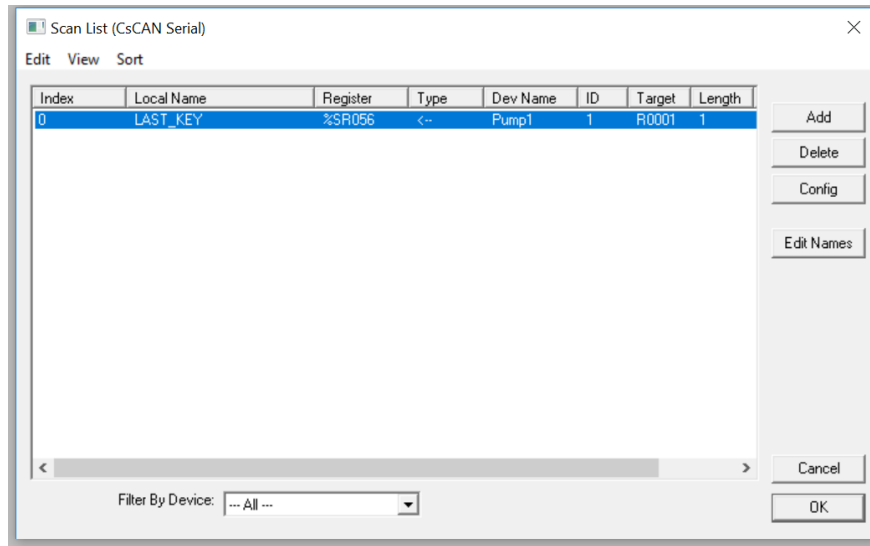 Scan List (CsCAN Serial)
Edit View Sort
Index Local Name Register Type Dev Name ID Target Length
0 LAST_KEY %SR056 <-- Pump1 1 R0001 1
Add
Delete
Config
Edit Names
Cancel
Filter By Device: --- All ---
OK